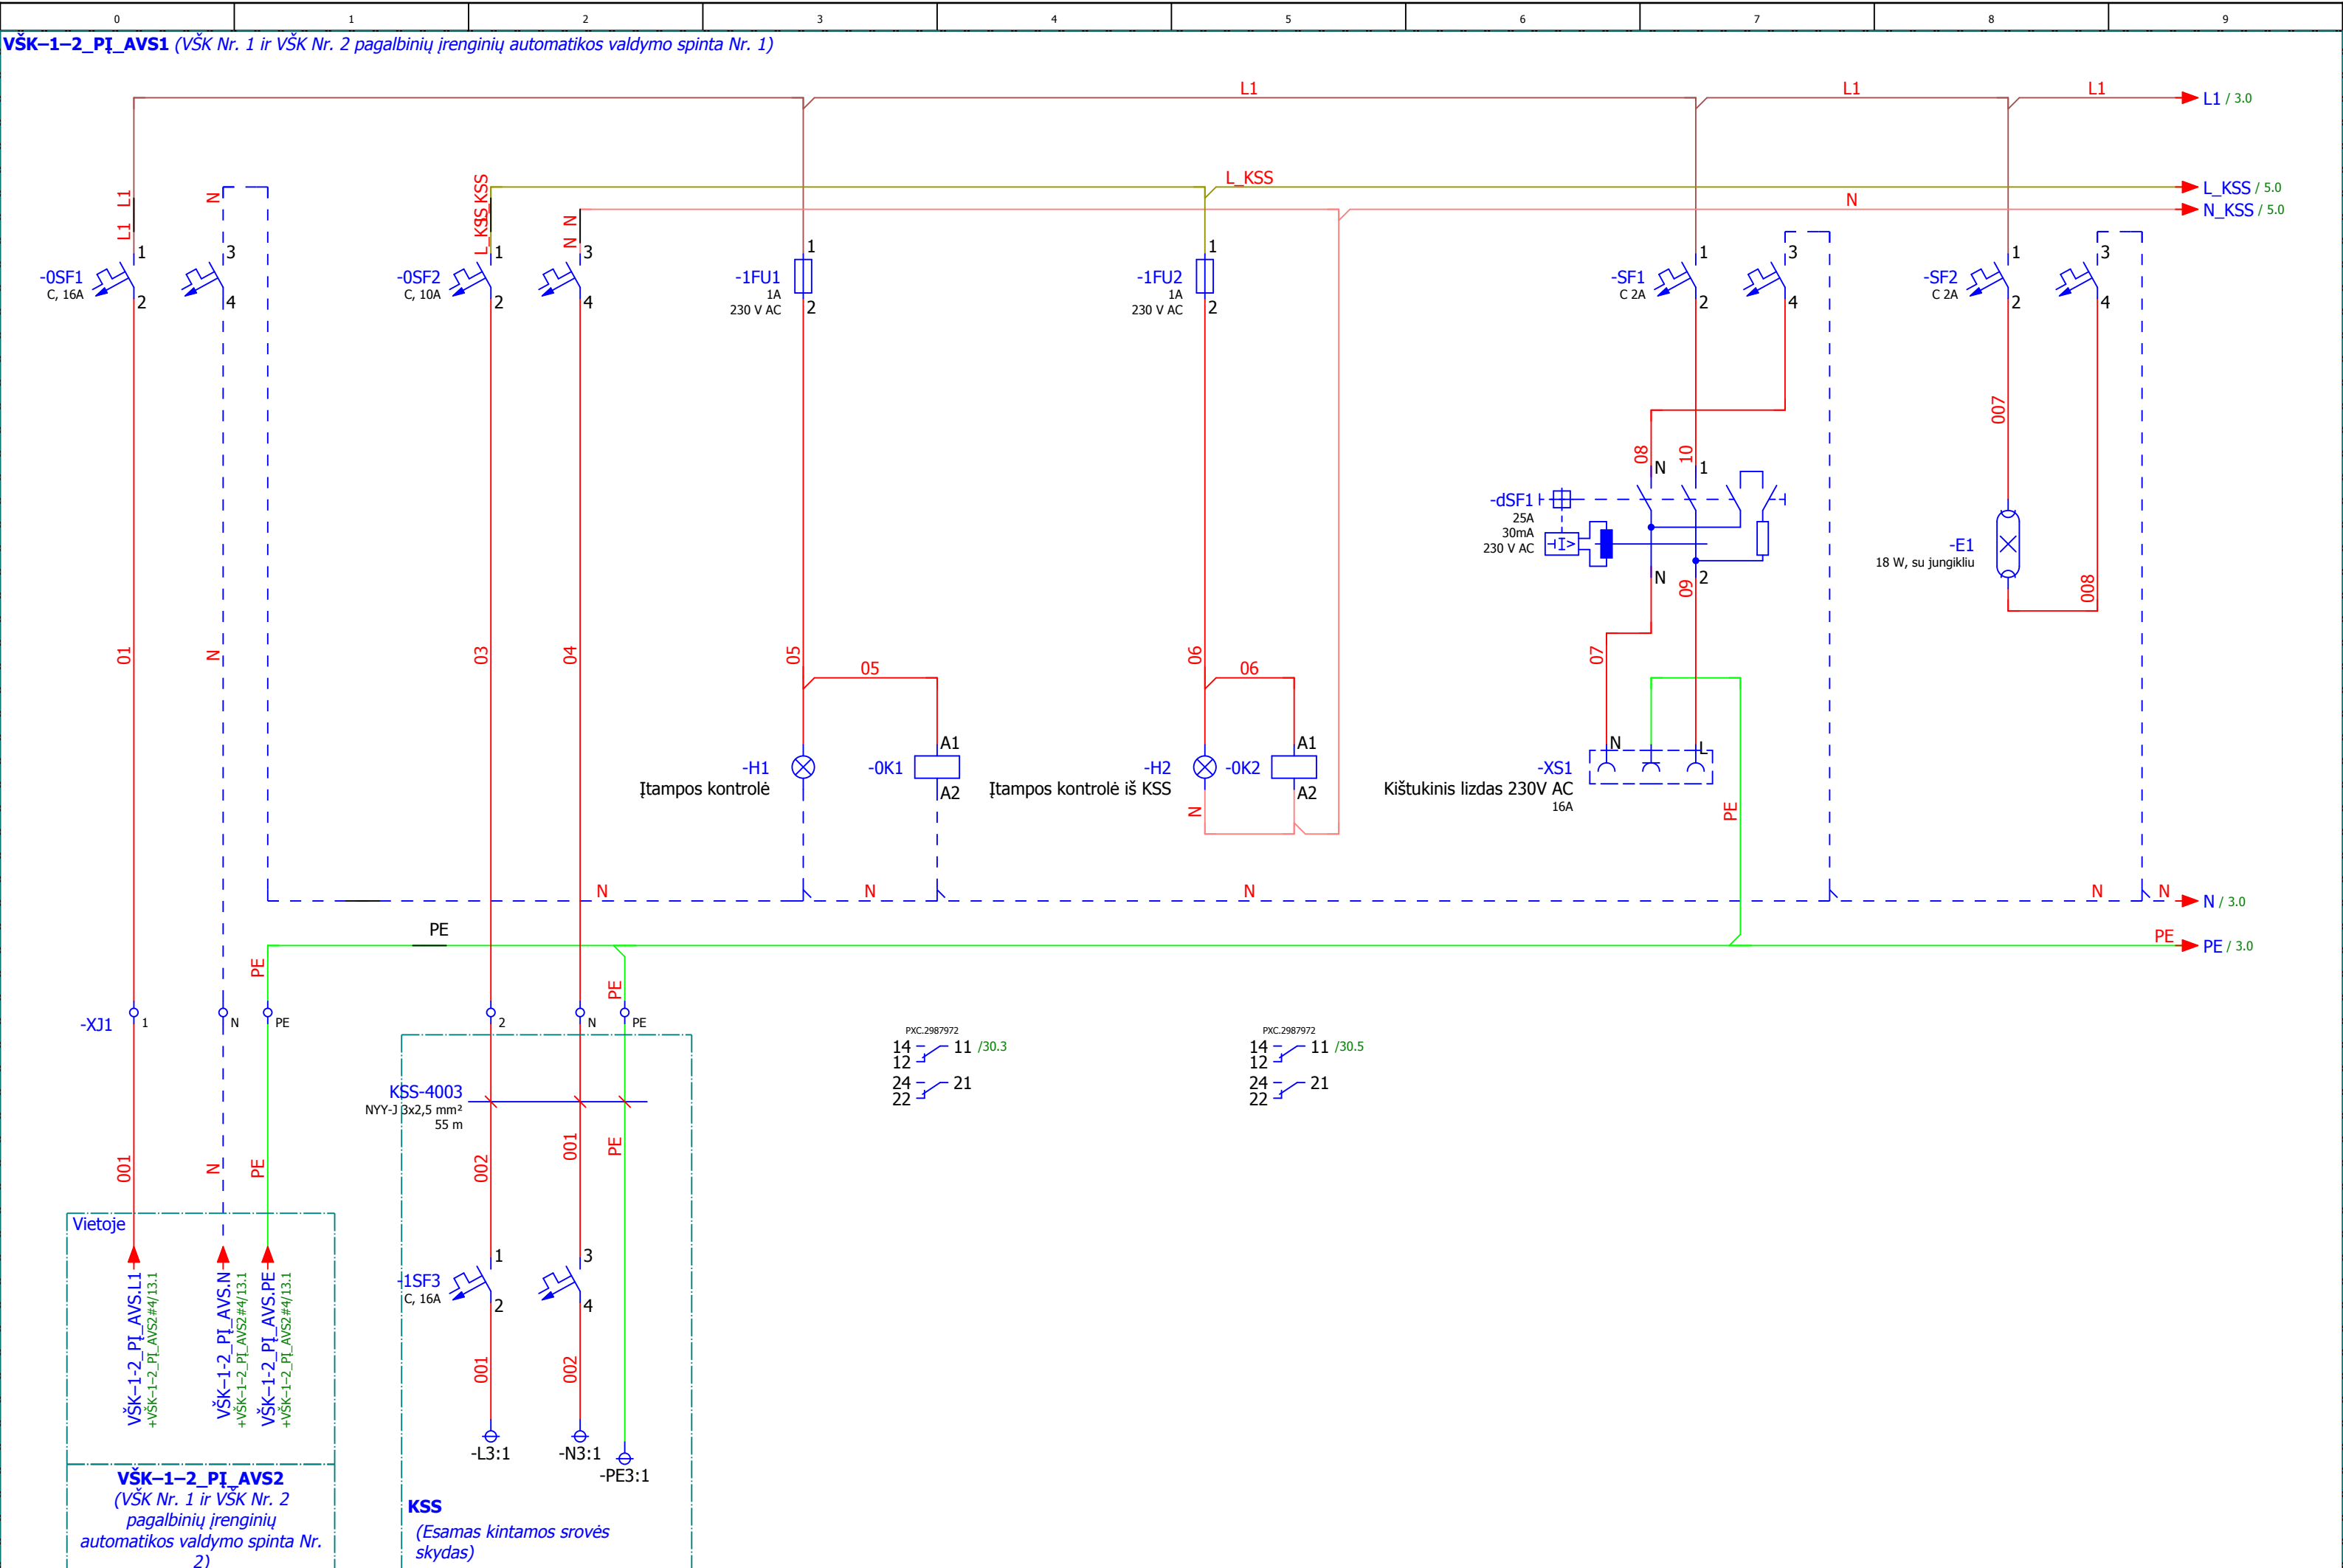 0 1 2 3 4 5 6 7 8 9
VŠK–1–2_PĮ_AVS1 (VŠK Nr. 1 ir VŠK Nr. 2 pagalbinių įrenginių automatikos valdymo spinta Nr. 1)
L1 L1 L1 L1 / 3.0
L_KSS L_KSS / 5.0
N N_KSS / 5.0
L1 L1
N
L_KSS
L_KSS
N N
-0SF1
C, 16A
1
2
3
4
-0SF2
C, 10A
1
2
3
4
-1FU1
1A
230 V AC
1
2
-1FU2
1A
230 V AC
1
2
-SF1
C 2A
1
2
3
4
-SF2
C 2A
1
2
3
4
007
08
10
N
1
-dSF1
25A
30mA
230 V AC
I>
N
2
09
-E1
18 W, su jungikliu
008
01
N
03
04
05
05
06
06
07
-H1
Įtampos kontrolė
-0K1
A1
A2
-H2
Įtampos kontrolė iš KSS
-0K2
A1
A2
N
-XS1
Kištukinis lizdas 230V AC
16A
N
L
PE
N N N N N N / 3.0
PE PE PE / 3.0
PE
PE
-XJ1
1
N
PE
2
N
PE
PXC.2987972
14 11 /30.3
12
24 21
22
PXC.2987972
14 11 /30.5
12
24 21
22
KSS-4003
NYY-J 3x2,5 mm²
55 m
001
N
PE
002
001
PE
Vietoje
VŠK-1-2_PĮ_AVS.L1
+VŠK–1–2_PĮ_AVS2#4/13.1
VŠK-1-2_PĮ_AVS.N
+VŠK–1–2_PĮ_AVS2#4/13.1
VŠK-1-2_PĮ_AVS.PE
+VŠK–1–2_PĮ_AVS2#4/13.1
-1SF3
C, 16A
1
2
3
4
001
002
-L3:1
-N3:1
-PE3:1
VŠK–1–2_PĮ_AVS2
(VŠK Nr. 1 ir VŠK Nr. 2
pagalbinių įrenginių
automatikos valdymo spinta Nr.
2)
KSS
(Esamas kintamos srovės
skydas)